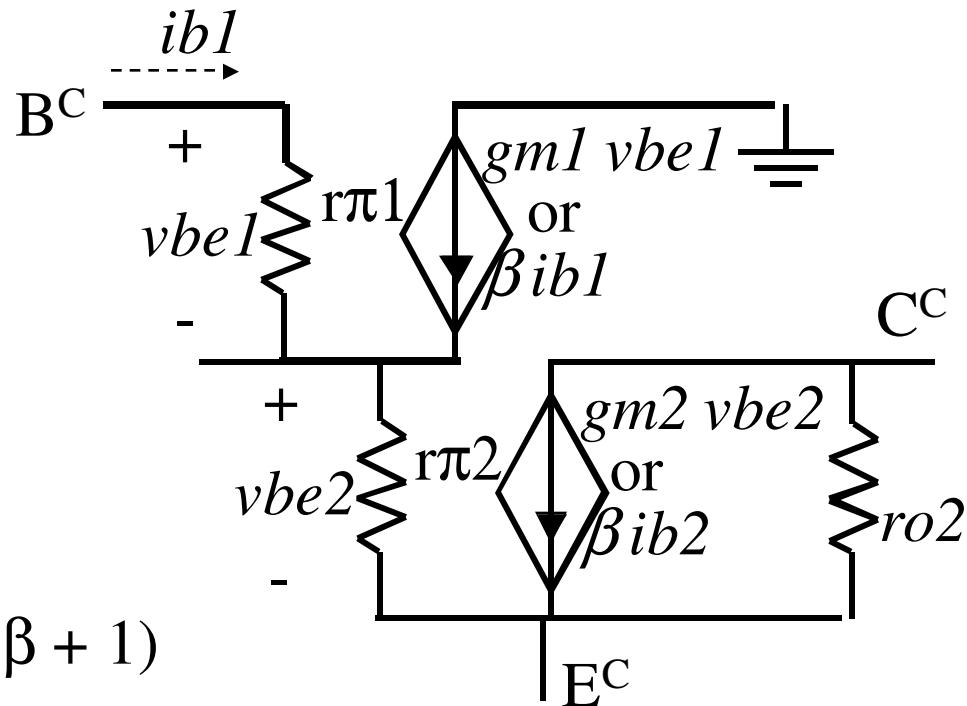 ib1
B^C
+
gm1 vbe1
rπ1
or
vbe1
βib1
-
C^C
+
gm2 vbe2
rπ2
or
vbe2
βib2
ro2
-
β + 1)
E^C